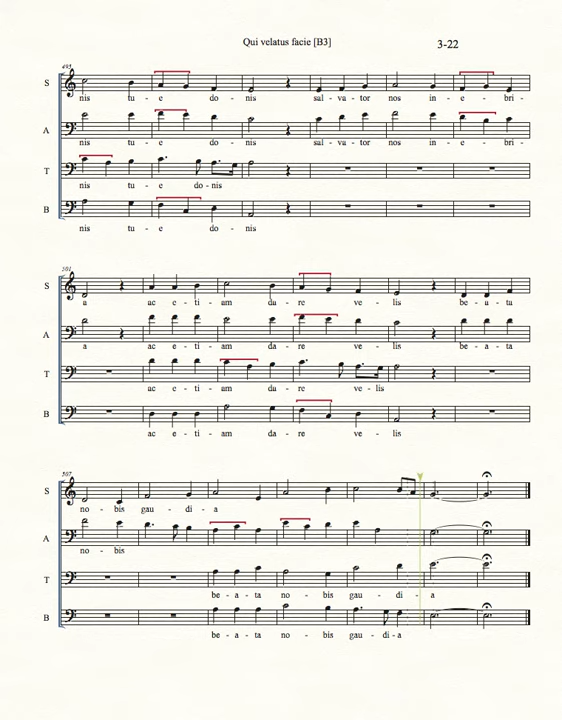 Qui velatus facie [B3]
3-22
495
S
nis tu - e do - nis sal - va - tor nos in - e - bri -
A
nis tu - e do - nis sal - va - tor nos in - e - bri -
T
nis tu - e do - nis
B
nis tu - e do - nis
501
S
a ac - e - ti - am da - re ve - lis be - a - ta
A
a ac - e - ti - am da - re ve - lis be - a - ta
T
ac - e - ti - am da - re ve - lis
B
ac - e - ti - am da - re ve - lis
507
S
no - bis gau - di - a
A
no - bis
T
be - a - ta no - bis gau - di - a
B
be - a - ta no - bis gau - di - a